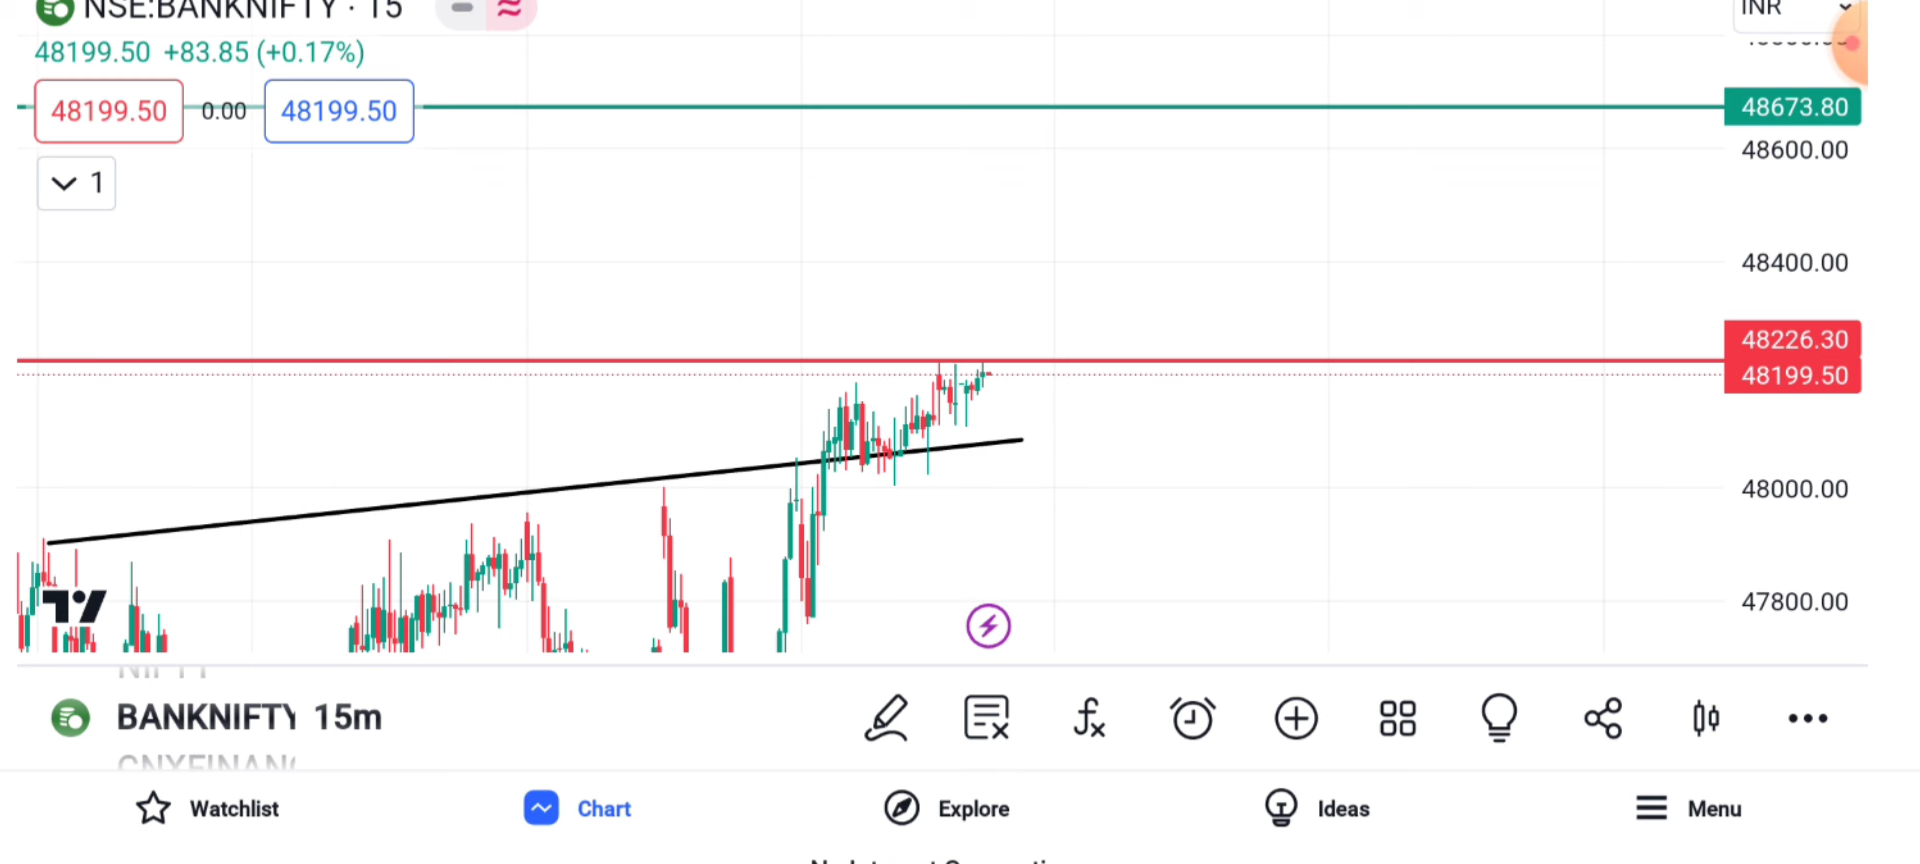 NSE:BANKNIFTY · 15
INR
48199.50 +83.85 (+0.17%)
48199.50 0.00 48199.50
48673.80
48600.00
1
48400.00
48226.30
48199.50
48000.00
47800.00
NIFTY
BANKNIFTY 15m
Watchlist
Chart
Explore
Ideas
Menu